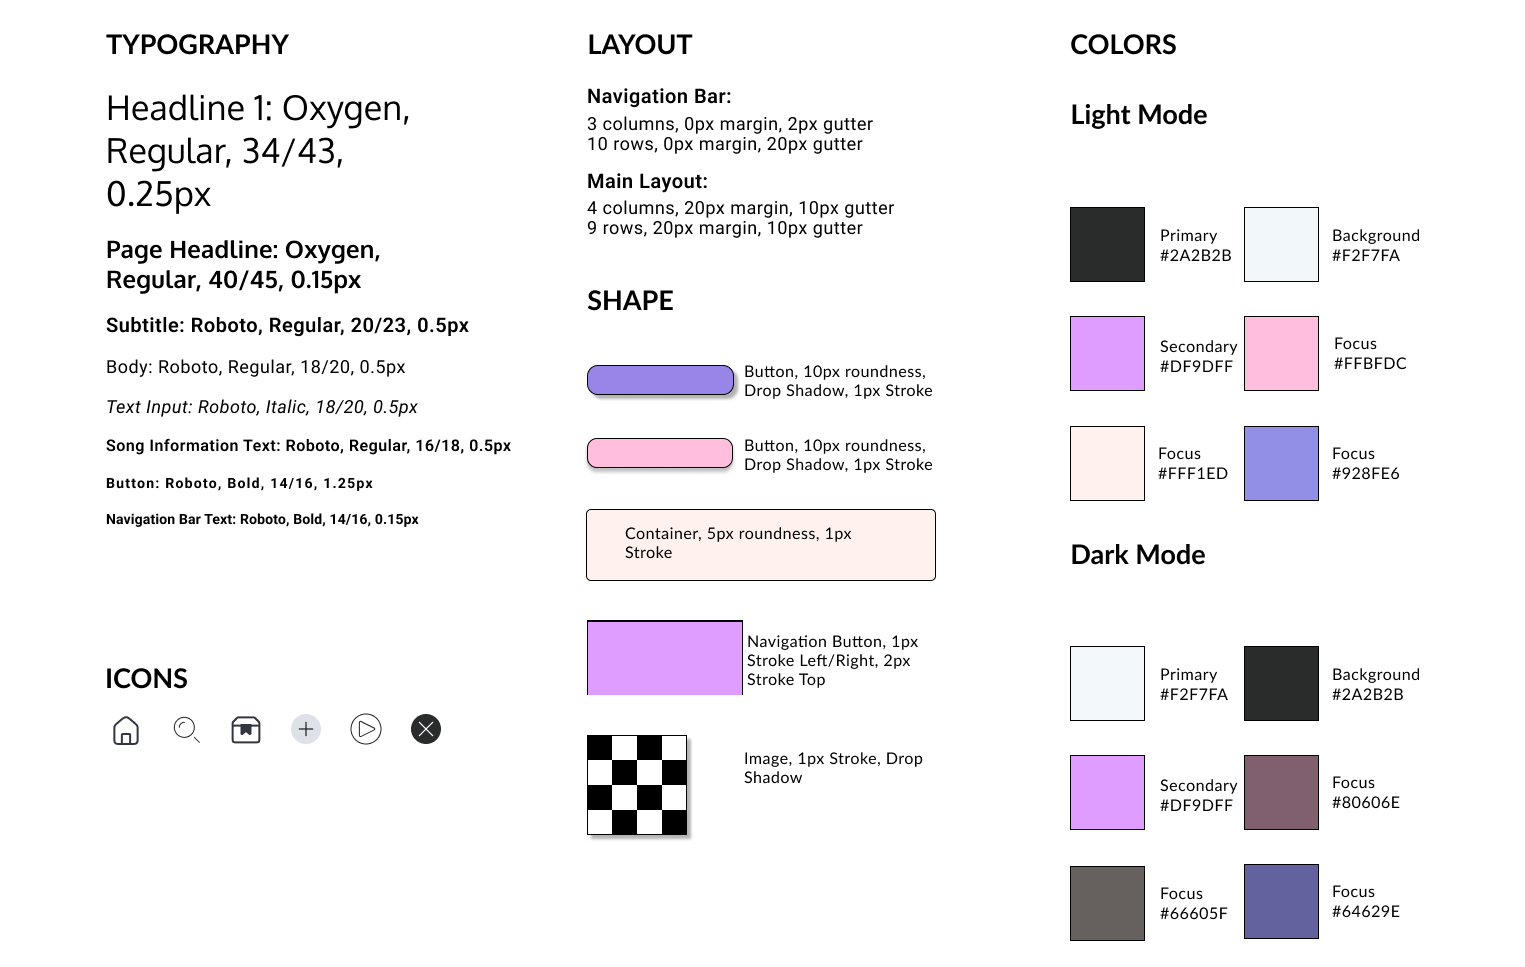 TYPOGRAPHY
Headline 1: Oxygen,
Regular, 34/43,
0.25px
Page Headline: Oxygen,
Regular, 40/45, 0.15px
Subtitle: Roboto, Regular, 20/23, 0.5px
Body: Roboto, Regular, 18/20, 0.5px
Text Input: Roboto, Italic, 18/20, 0.5px
Song Information Text: Roboto, Regular, 16/18, 0.5px
Button: Roboto, Bold, 14/16, 1.25px
Navigation Bar Text: Roboto, Bold, 14/16, 0.15px
ICONS
LAYOUT
Navigation Bar:
3 columns, 0px margin, 2px gutter
10 rows, 0px margin, 20px gutter
Main Layout:
4 columns, 20px margin, 10px gutter
9 rows, 20px margin, 10px gutter
SHAPE
Button, 10px roundness,
Drop Shadow, 1px Stroke
Button, 10px roundness,
Drop Shadow, 1px Stroke
Container, 5px roundness, 1px
Stroke
Navigation Button, 1px
Stroke Left/Right, 2px
Stroke Top
Image, 1px Stroke, Drop
Shadow
COLORS
Light Mode
Primary
#2A2B2B
Background
#F2F7FA
Secondary
#DF9DFF
Focus
#FFBFDC
Focus
#FFF1ED
Focus
#928FE6
Dark Mode
Primary
#F2F7FA
Background
#2A2B2B
Secondary
#DF9DFF
Focus
#80606E
Focus
#66605F
Focus
#64629E